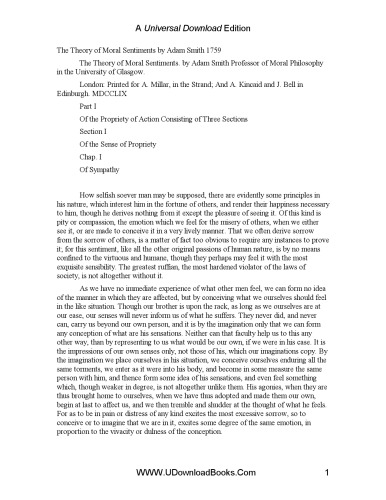 A Universal Download Edition
The Theory of Moral Sentiments by Adam Smith 1759
The Theory of Moral Sentiments. by Adam Smith Professor of Moral Philosophy
in the University of Glasgow.
London: Printed for A. Millar, in the Strand; And A. Kincaid and J. Bell in
Edinburgh. MDCCLIX
Part I
Of the Propriety of Action Consisting of Three Sections
Section I
Of the Sense of Propriety
Chap. I
Of Sympathy
How selfish soever man may be supposed, there are evidently some principles in
his nature, which interest him in the fortune of others, and render their happiness necessary
to him, though he derives nothing from it except the pleasure of seeing it. Of this kind is
pity or compassion, the emotion which we feel for the misery of others, when we either
see it, or are made to conceive it in a very lively manner. That we often derive sorrow
from the sorrow of others, is a matter of fact too obvious to require any instances to prove
it; for this sentiment, like all the other original passions of human nature, is by no means
confined to the virtuous and humane, though they perhaps may feel it with the most
exquisite sensibility. The greatest ruffian, the most hardened violator of the laws of
society, is not altogether without it.
As we have no immediate experience of what other men feel, we can form no idea
of the manner in which they are affected, but by conceiving what we ourselves should feel
in the like situation. Though our brother is upon the rack, as long as we ourselves are at
our ease, our senses will never inform us of what he suffers. They never did, and never
can, carry us beyond our own person, and it is by the imagination only that we can form
any conception of what are his sensations. Neither can that faculty help us to this any
other way, than by representing to us what would be our own, if we were in his case. It is
the impressions of our own senses only, not those of his, which our imaginations copy. By
the imagination we place ourselves in his situation, we conceive ourselves enduring all the
same torments, we enter as it were into his body, and become in some measure the same
person with him, and thence form some idea of his sensations, and even feel something
which, though weaker in degree, is not altogether unlike them. His agonies, when they are
thus brought home to ourselves, when we have thus adopted and made them our own,
begin at last to affect us, and we then tremble and shudder at the thought of what he feels.
For as to be in pain or distress of any kind excites the most excessive sorrow, so to
conceive or to imagine that we are in it, excites some degree of the same emotion, in
proportion to the vivacity or dulness of the conception.
WWW.UDownloadBooks.Com 1